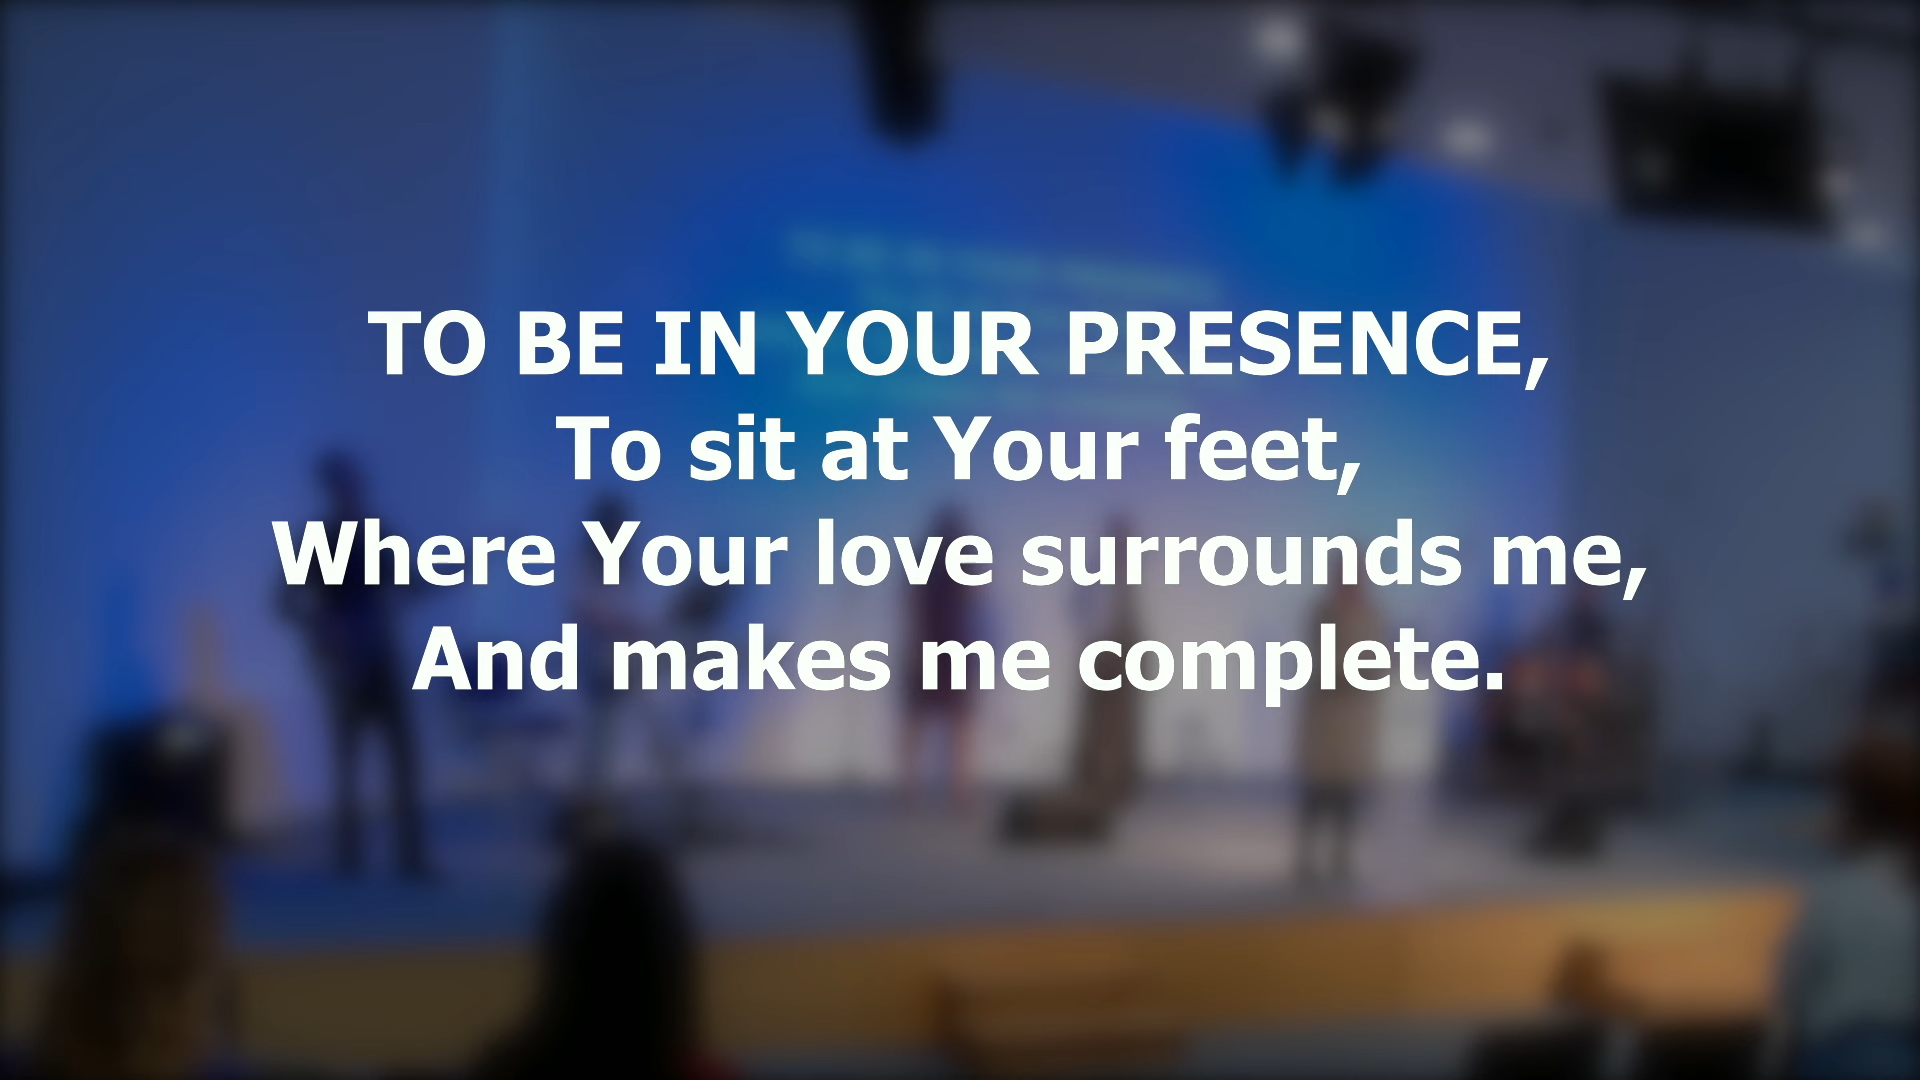 TO BE IN YOUR PRESENCE,
To sit at Your feet,
Where Your love surrounds me,
And makes me complete.